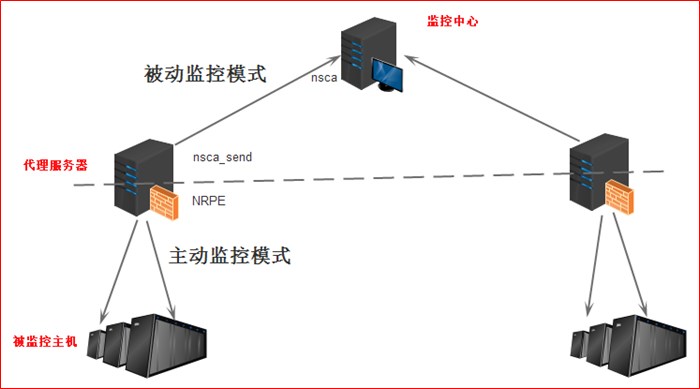 监控中心
被动监控模式
nsca
代理服务器
nsca_send
NRPE
主动监控模式
被监控主机